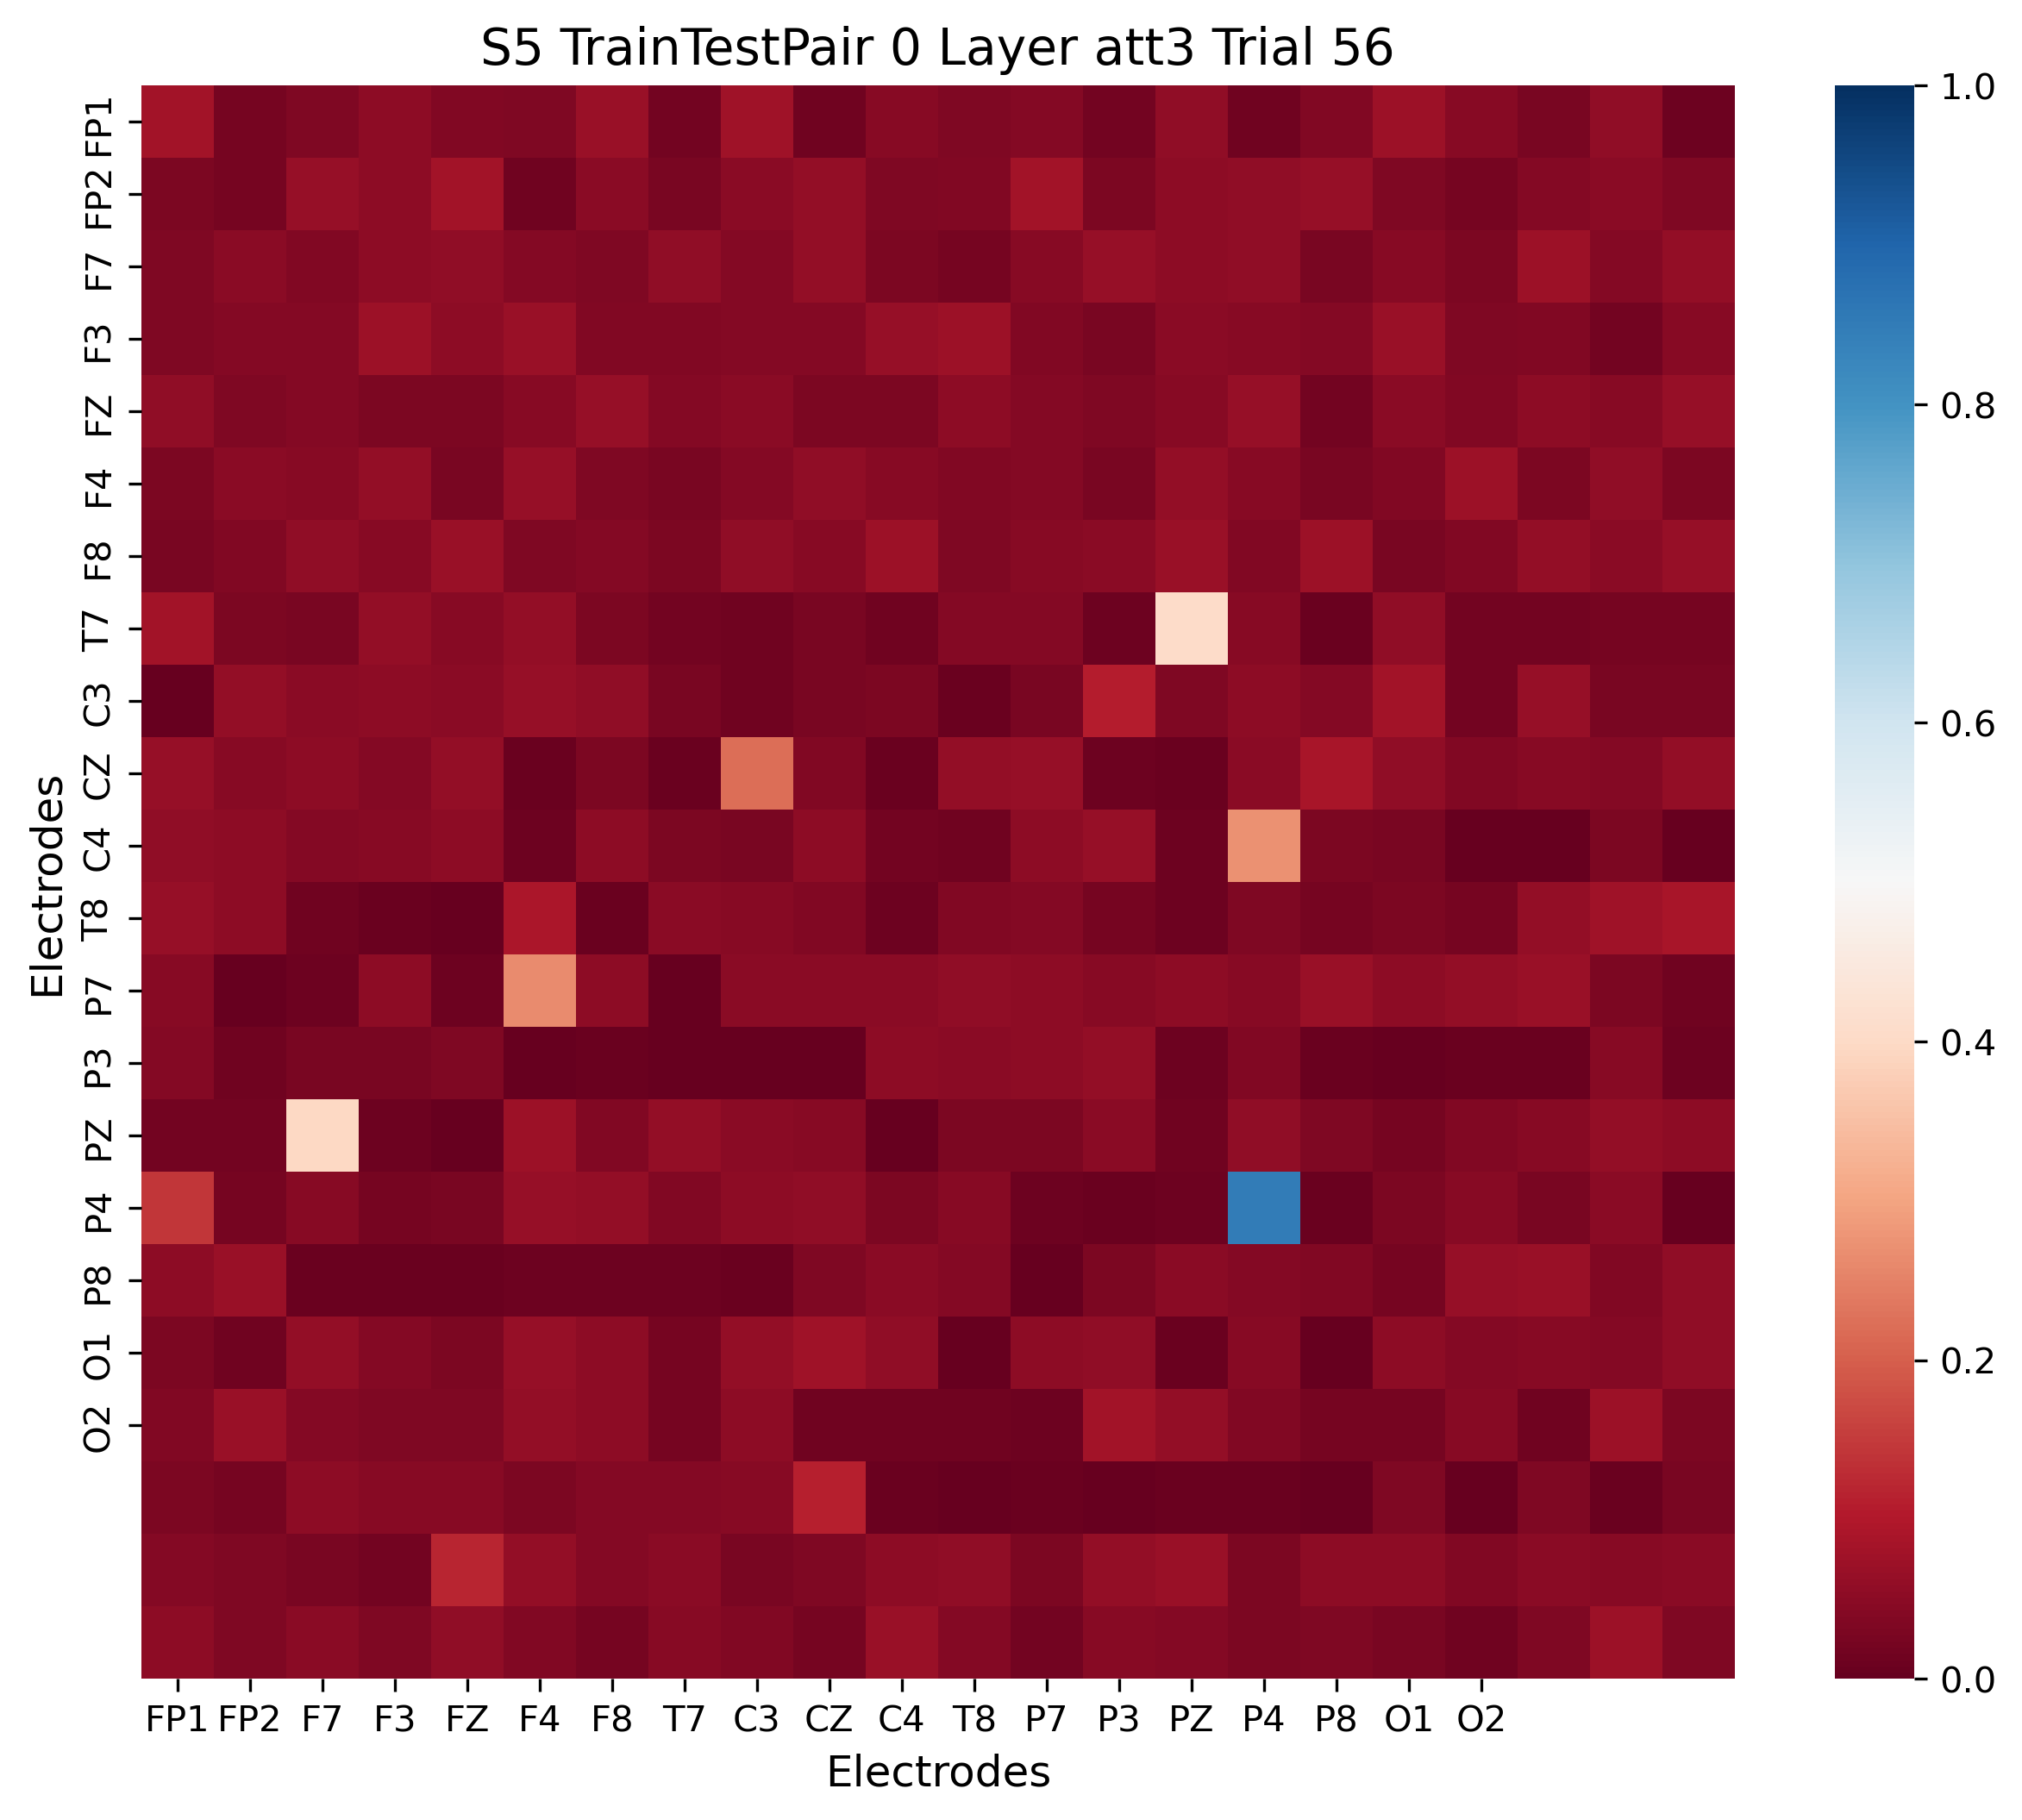 S5 TrainTestPair 0 Layer att3 Trial 56
Electrodes
FP1
FP2
F7
F3
FZ
F4
F8
T7
C3
CZ
C4
T8
P7
P3
PZ
P4
P8
O1
O2
FP1 FP2 F7 F3 FZ F4 F8 T7 C3 CZ C4 T8 P7 P3 PZ P4 P8 O1 O2
Electrodes
1.0
0.8
0.6
0.4
0.2
0.0